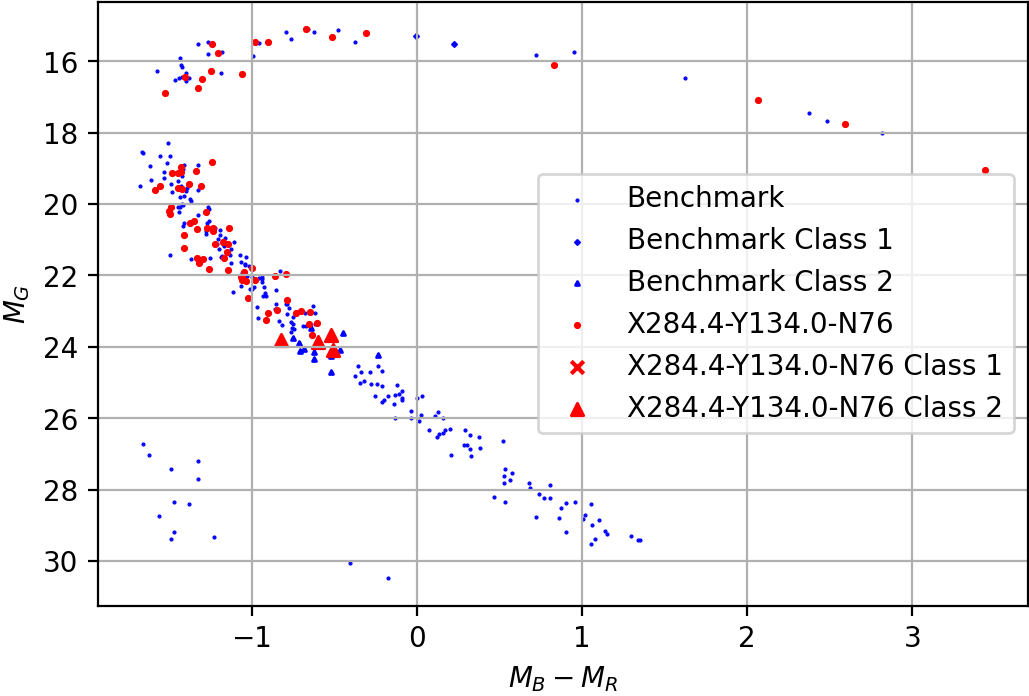 16
18
20
22
24
26
28
30
M_G
−1
0
1
2
3
M_B − M_R
Benchmark
Benchmark Class 1
Benchmark Class 2
X284.4-Y134.0-N76
X284.4-Y134.0-N76 Class 1
X284.4-Y134.0-N76 Class 2